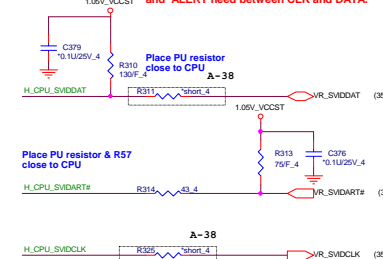 1.05V_VCCST
and ALERT need between CLK and DATA.
C379
*0.1U/25V_4
R310
130/F_4
Place PU resistor
close to CPU
A-38
H_CPU_SVIDDAT
R311
*short_4
VR_SVIDDAT
(35
1.05V_VCCST
Place PU resistor & R57
close to CPU
R313
75/F_4
C376
*0.1U/25V_4
H_CPU_SVIDART#
R314
43_4
VR_SVIDART#
A-38
H_CPU_SVIDCLK
R325
*short_4
VR_SVIDCLK
(35